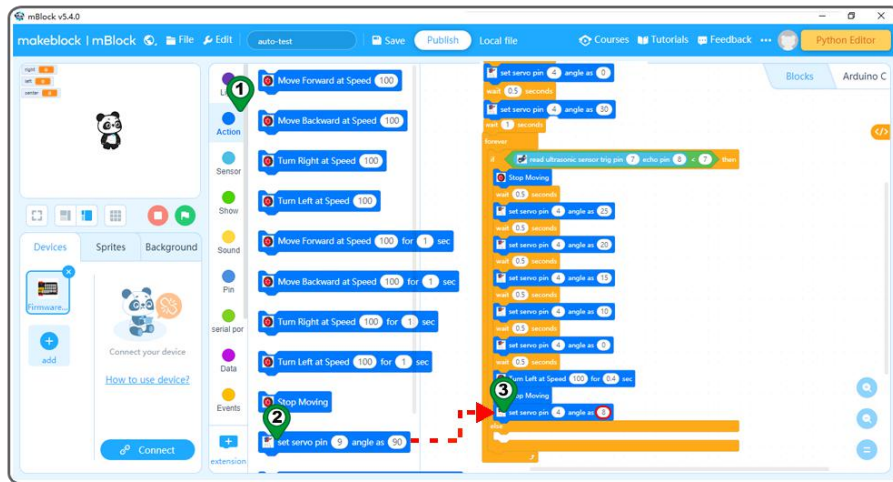 mBlock v5.4.0
makeblock | mBlock File Edit auto-test Save Publish Local file Courses Tutorials Feedback Python Editor
right
center
Devices Sprites Background
Firmware...
add
Connect your device
How to use device?
Connect
1
Action
Sensor
Show
Sound
Pin
serial por
Data
Events
extension
Move Forward at Speed 100
Move Backward at Speed 100
Turn Right at Speed 100
Turn Left at Speed 100
Move Forward at Speed 100 for 1 sec
Move Backward at Speed 100 for 1 sec
Turn Right at Speed 100 for 1 sec
Turn Left at Speed 100 for 1 sec
Stop Moving
2
set servo pin 9 angle as 90
Blocks Arduino C
set servo pin 4 angle as 0
wait 0.5 seconds
set servo pin 4 angle as 30
wait 1 seconds
forever
if read ultrasonic sensor trig pin 7 echo pin 8 < 7 then
Stop Moving
wait 0.5 seconds
set servo pin 4 angle as 25
wait 0.5 seconds
set servo pin 4 angle as 20
wait 0.5 seconds
set servo pin 4 angle as 15
wait 0.5 seconds
set servo pin 4 angle as 10
wait 0.5 seconds
set servo pin 4 angle as 0
wait 0.5 seconds
Turn Left at Speed 100 for 0.4 sec
3
Moving
set servo pin 4 angle as 8
else